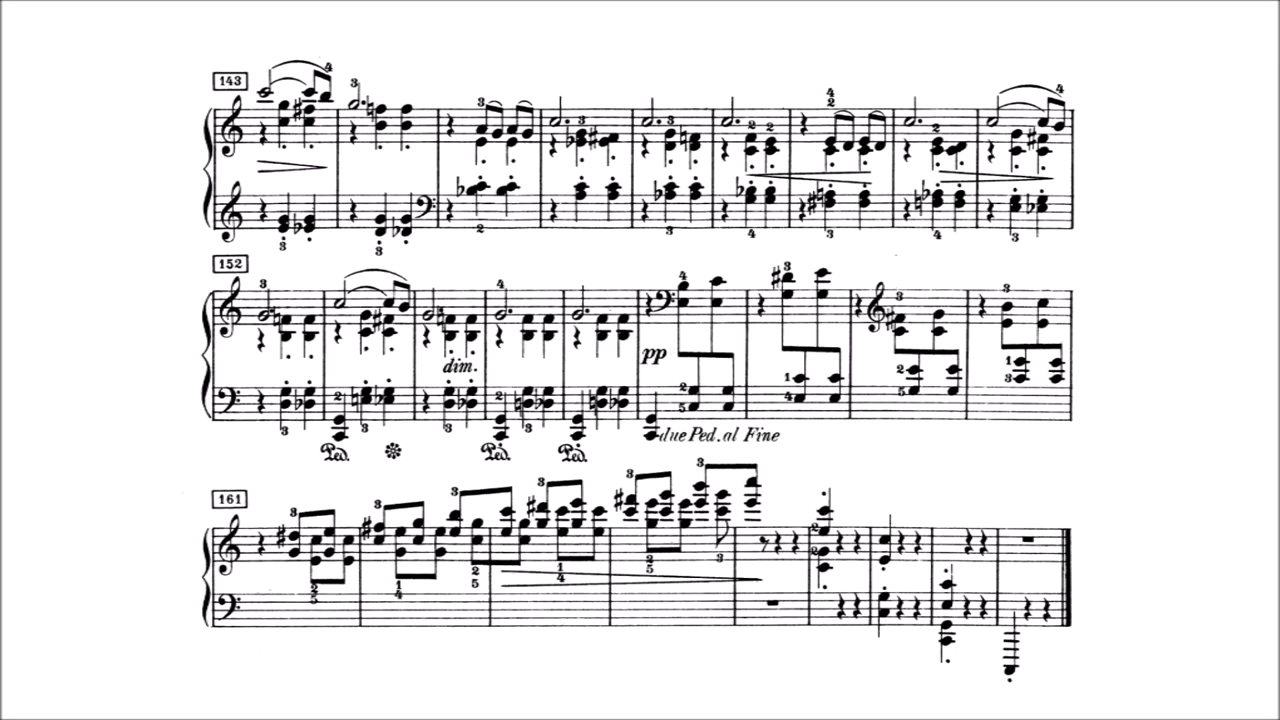 143
152
dim.
pp
Ped. Ped. Ped. due Ped. al Fine
161